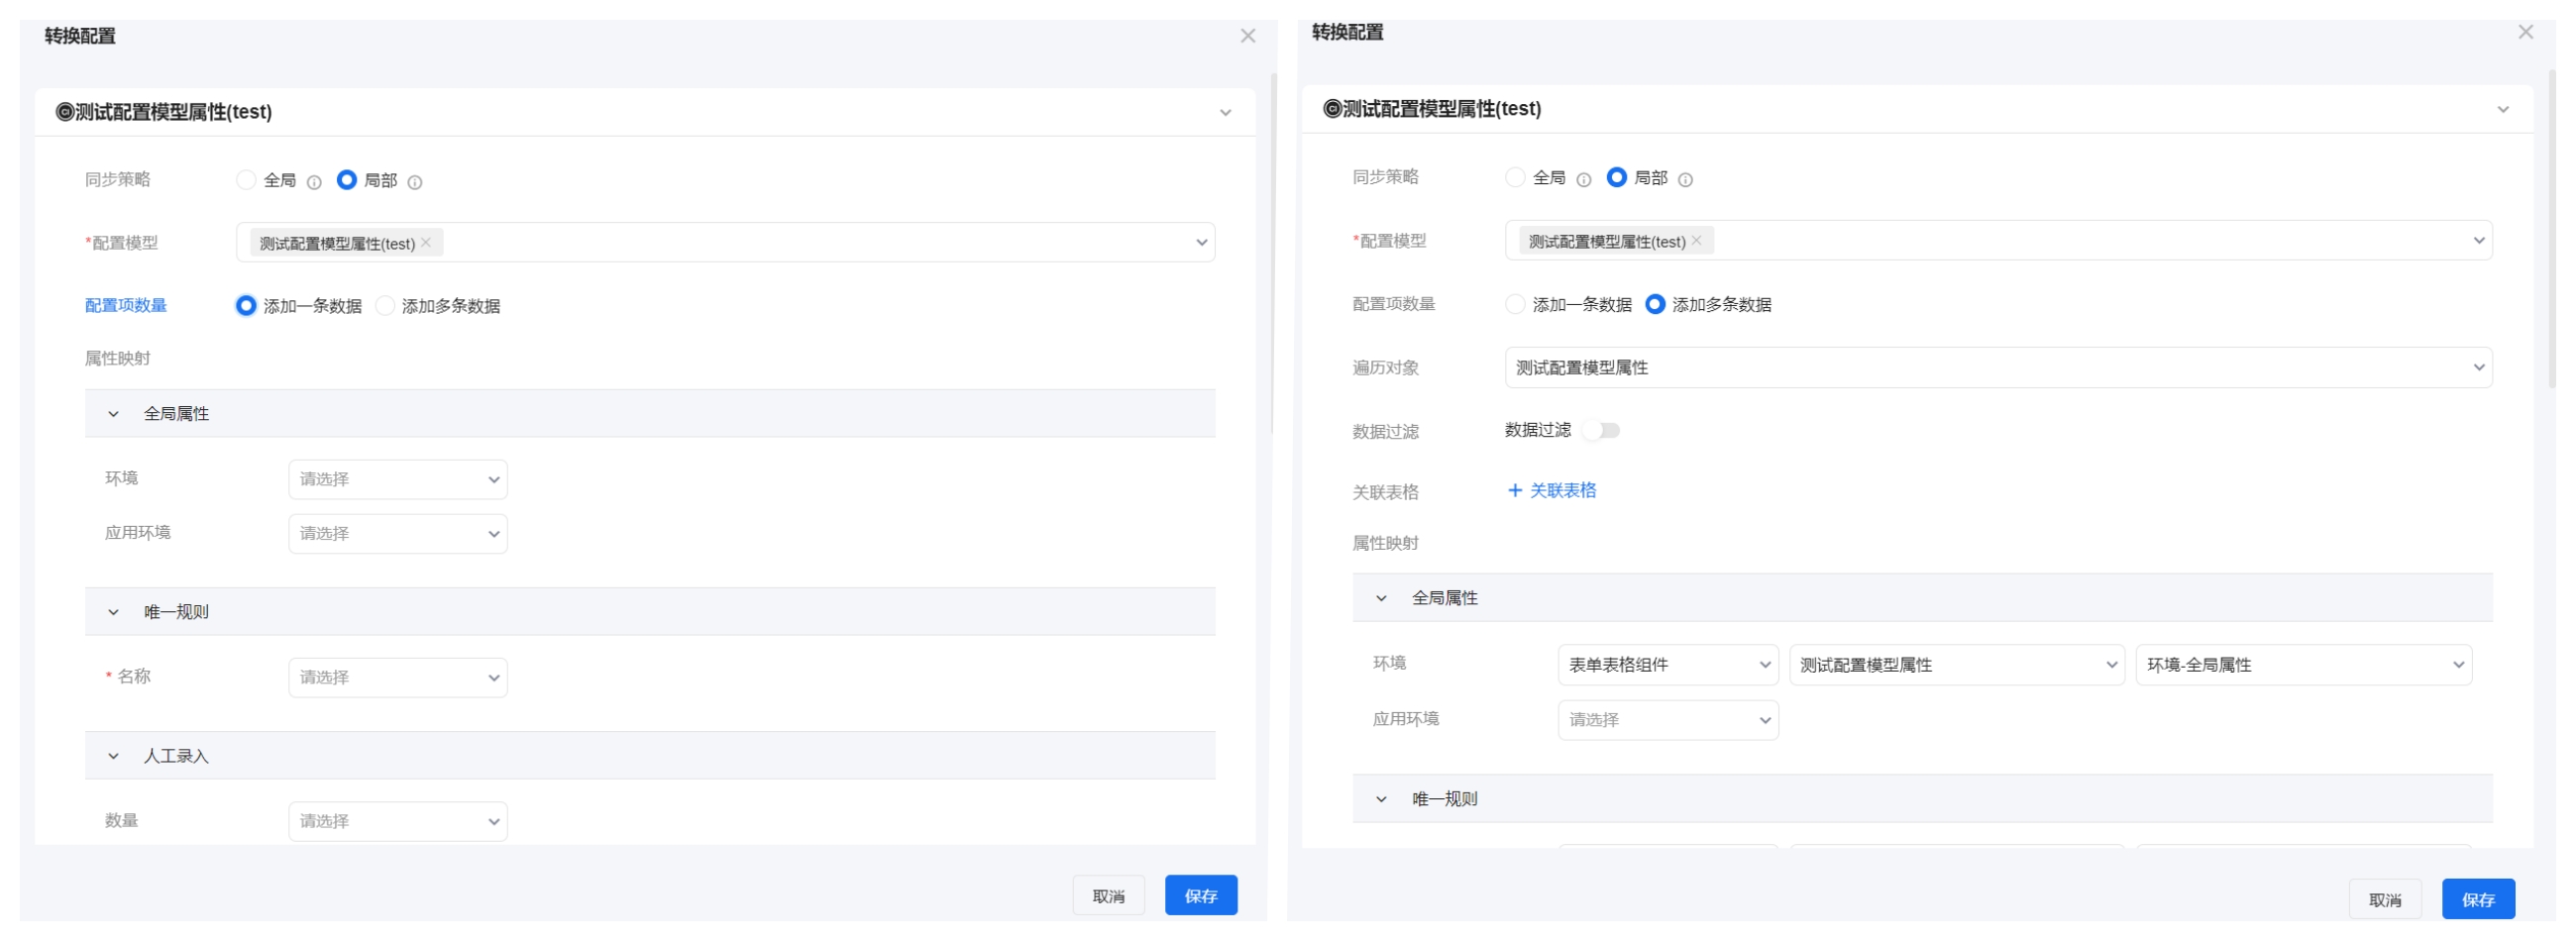 转换配置
测试配置模型属性(test)
同步策略 全局 局部
*配置模型 测试配置模型属性(test)
配置项数量 添加一条数据 添加多条数据
属性映射
全局属性
环境 请选择
应用环境 请选择
唯一规则
* 名称 请选择
人工录入
数量 请选择
取消 保存
转换配置
测试配置模型属性(test)
同步策略 全局 局部
*配置模型 测试配置模型属性(test)
配置项数量 添加一条数据 添加多条数据
遍历对象 测试配置模型属性
数据过滤 数据过滤
关联表格 + 关联表格
属性映射
全局属性
环境 表单表格组件 测试配置模型属性 环境-全局属性
应用环境 请选择
唯一规则
取消 保存